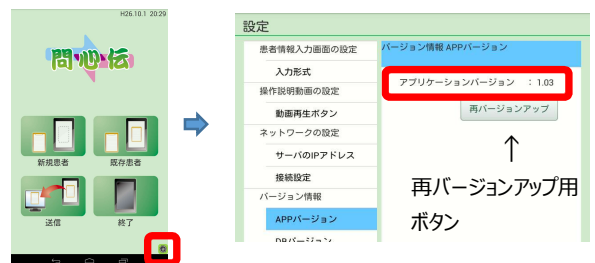 H26.10.1 20:29
問心伝
新規患者
既存患者
送信
終了
設定
患者情報入力画面の設定
入力形式
操作説明動画の設定
動画再生ボタン
ネットワークの設定
サーバのIPアドレス
接続設定
バージョン情報
APPバージョン
DBバージョン
バージョン情報 APPバージョン
アプリケーションバージョン ： 1.03
再バージョンアップ
↑
再バージョンアップ用
ボタン